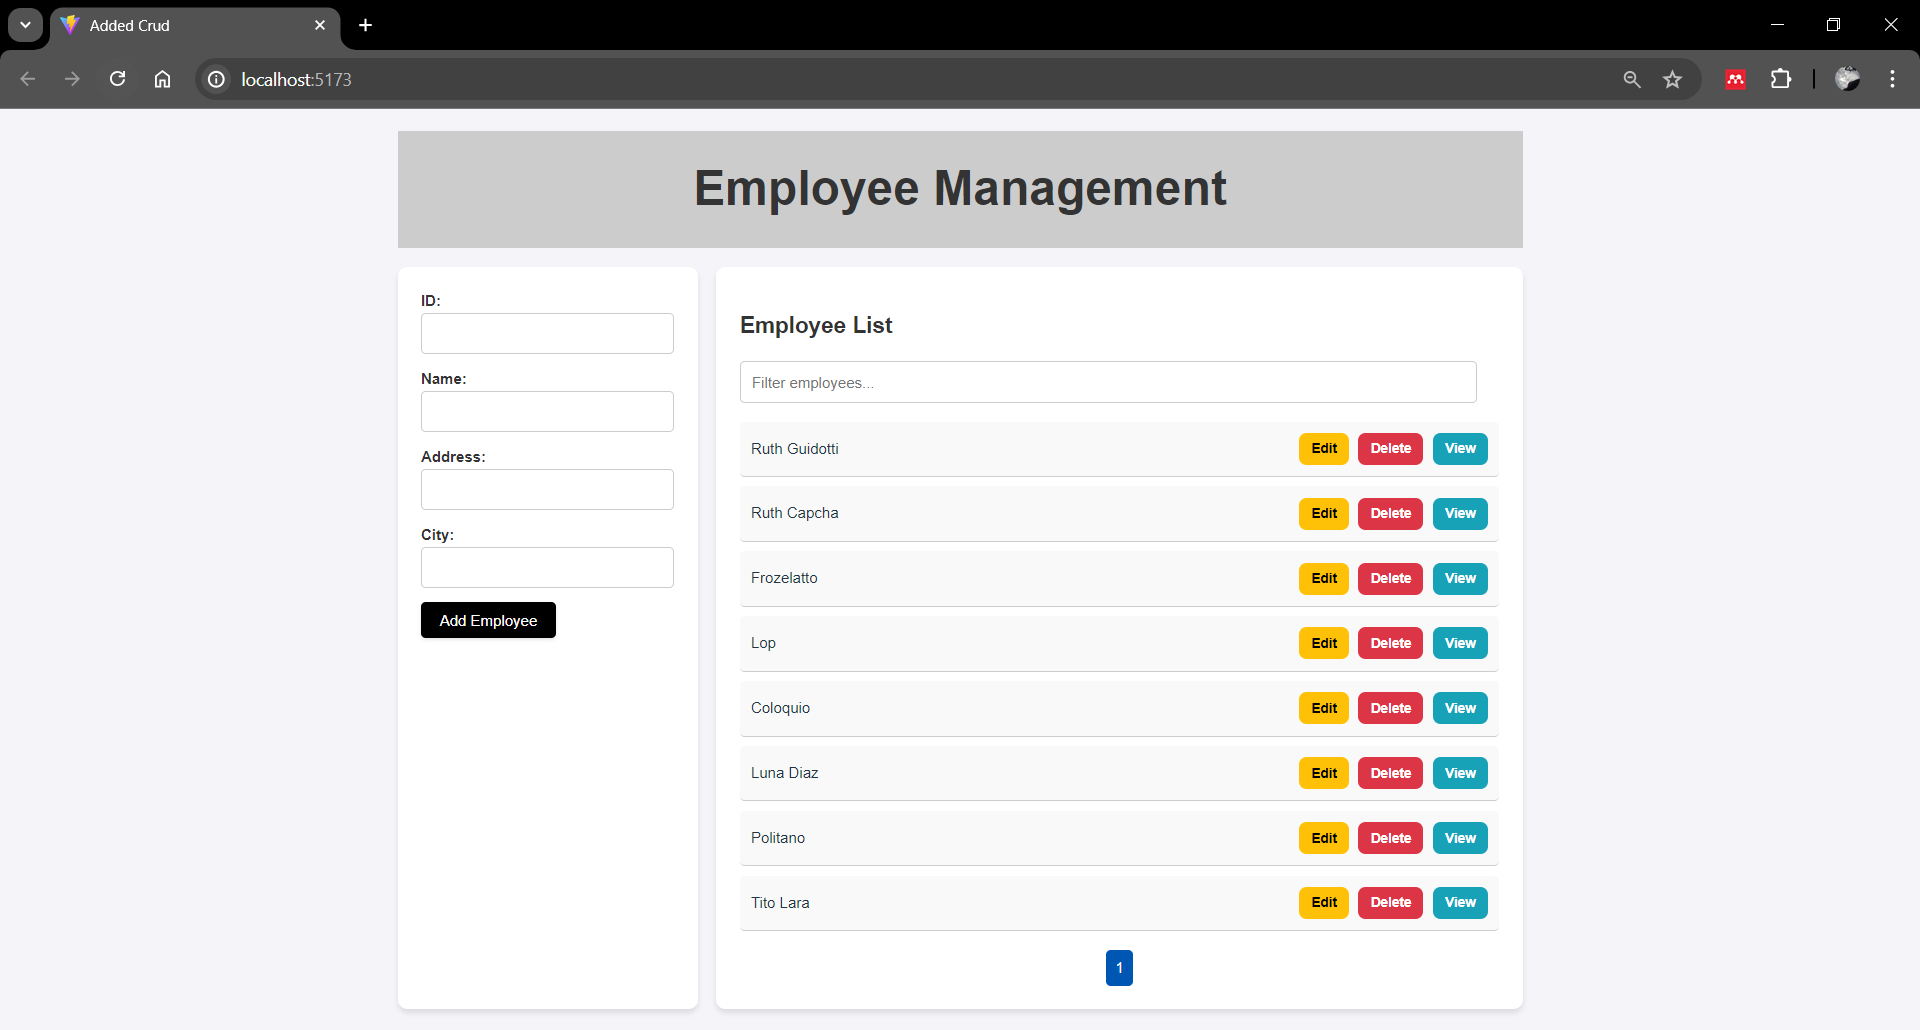 Added Crud
localhost:5173
Employee Management
ID:
Name:
Address:
City:
Add Employee
Employee List
Filter employees...
Ruth Guidotti Edit Delete View
Ruth Capcha Edit Delete View
Frozelatto Edit Delete View
Lop Edit Delete View
Coloquio Edit Delete View
Luna Diaz Edit Delete View
Politano Edit Delete View
Tito Lara Edit Delete View
1